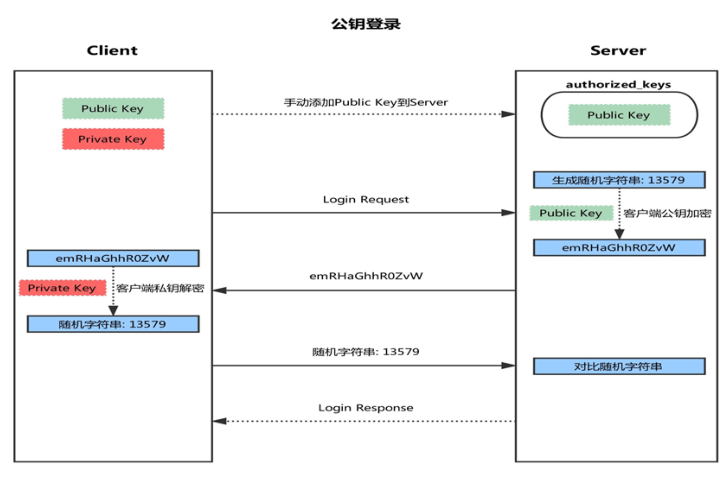 公钥登录
Client
Server
authorized_keys
Public Key
手动添加Public Key到Server
Public Key
Private Key
生成随机字符串: 13579
Login Request
Public Key
客户端公钥加密
emRHaGhhR0ZvW
emRHaGhhR0ZvW
emRHaGhhR0ZvW
Private Key
客户端私钥解密
随机字符串: 13579
随机字符串: 13579
对比随机字符串
Login Response